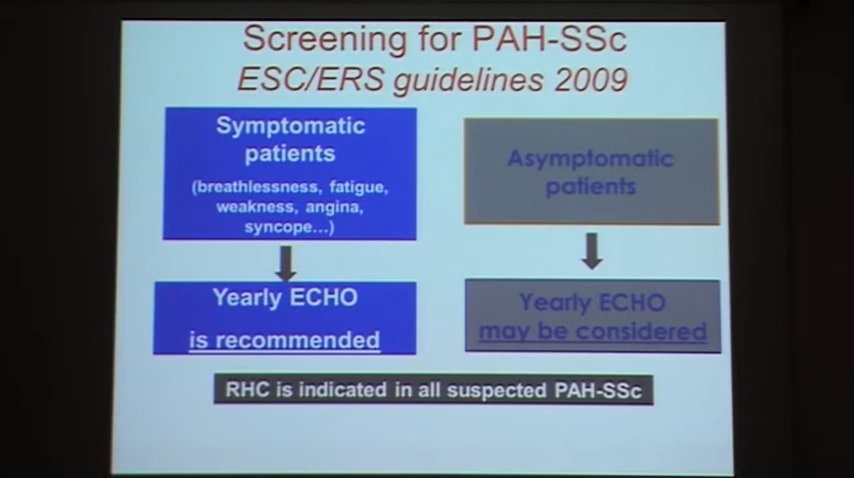 Screening for PAH-SSc
ESC/ERS guidelines 2009
Symptomatic
patients
(breathlessness, fatigue,
weakness, angina,
syncope...)
Yearly ECHO
is recommended
Asymptomatic
patients
Yearly ECHO
may be considered
RHC is indicated in all suspected PAH-SSc